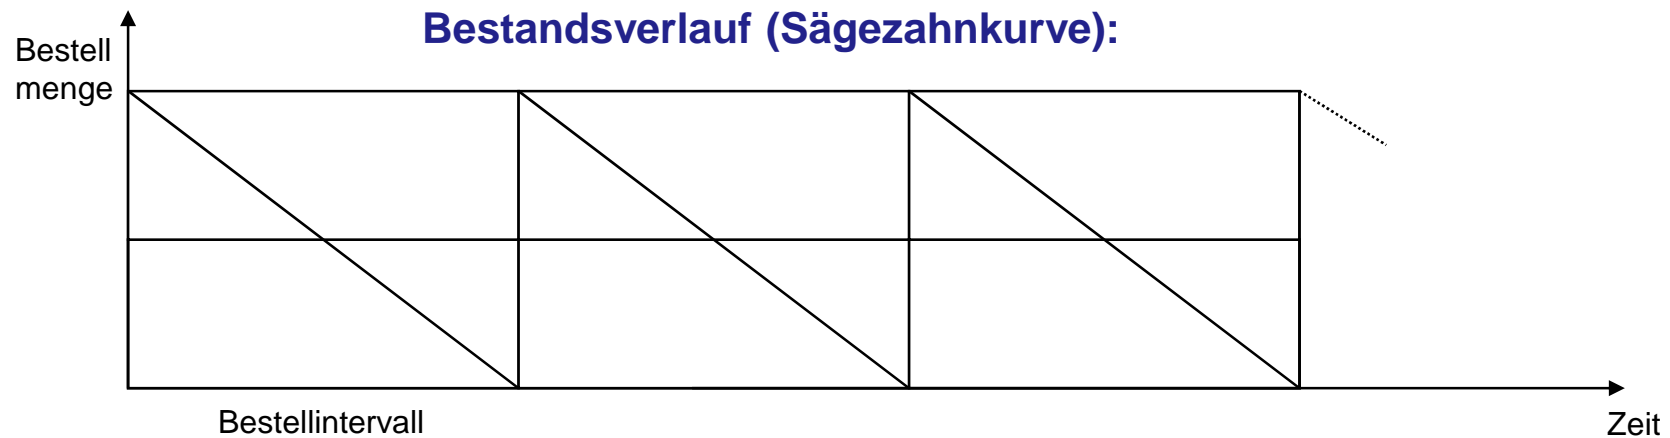 Bestandsverlauf (Sägezahnkurve):
Bestell
menge
Bestellintervall
Zeit